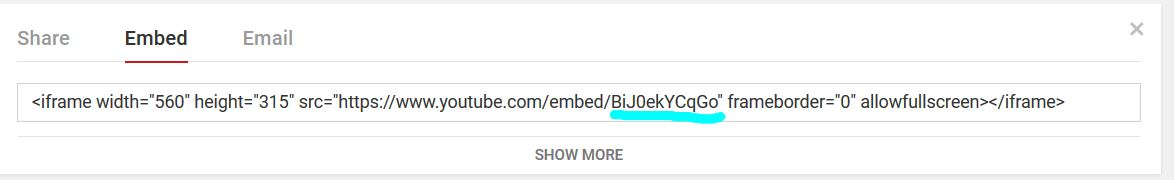 Share Embed Email ×
<iframe width="560" height="315" src="https://www.youtube.com/embed/BiJ0ekYCqGo" frameborder="0" allowfullscreen></iframe>
SHOW MORE